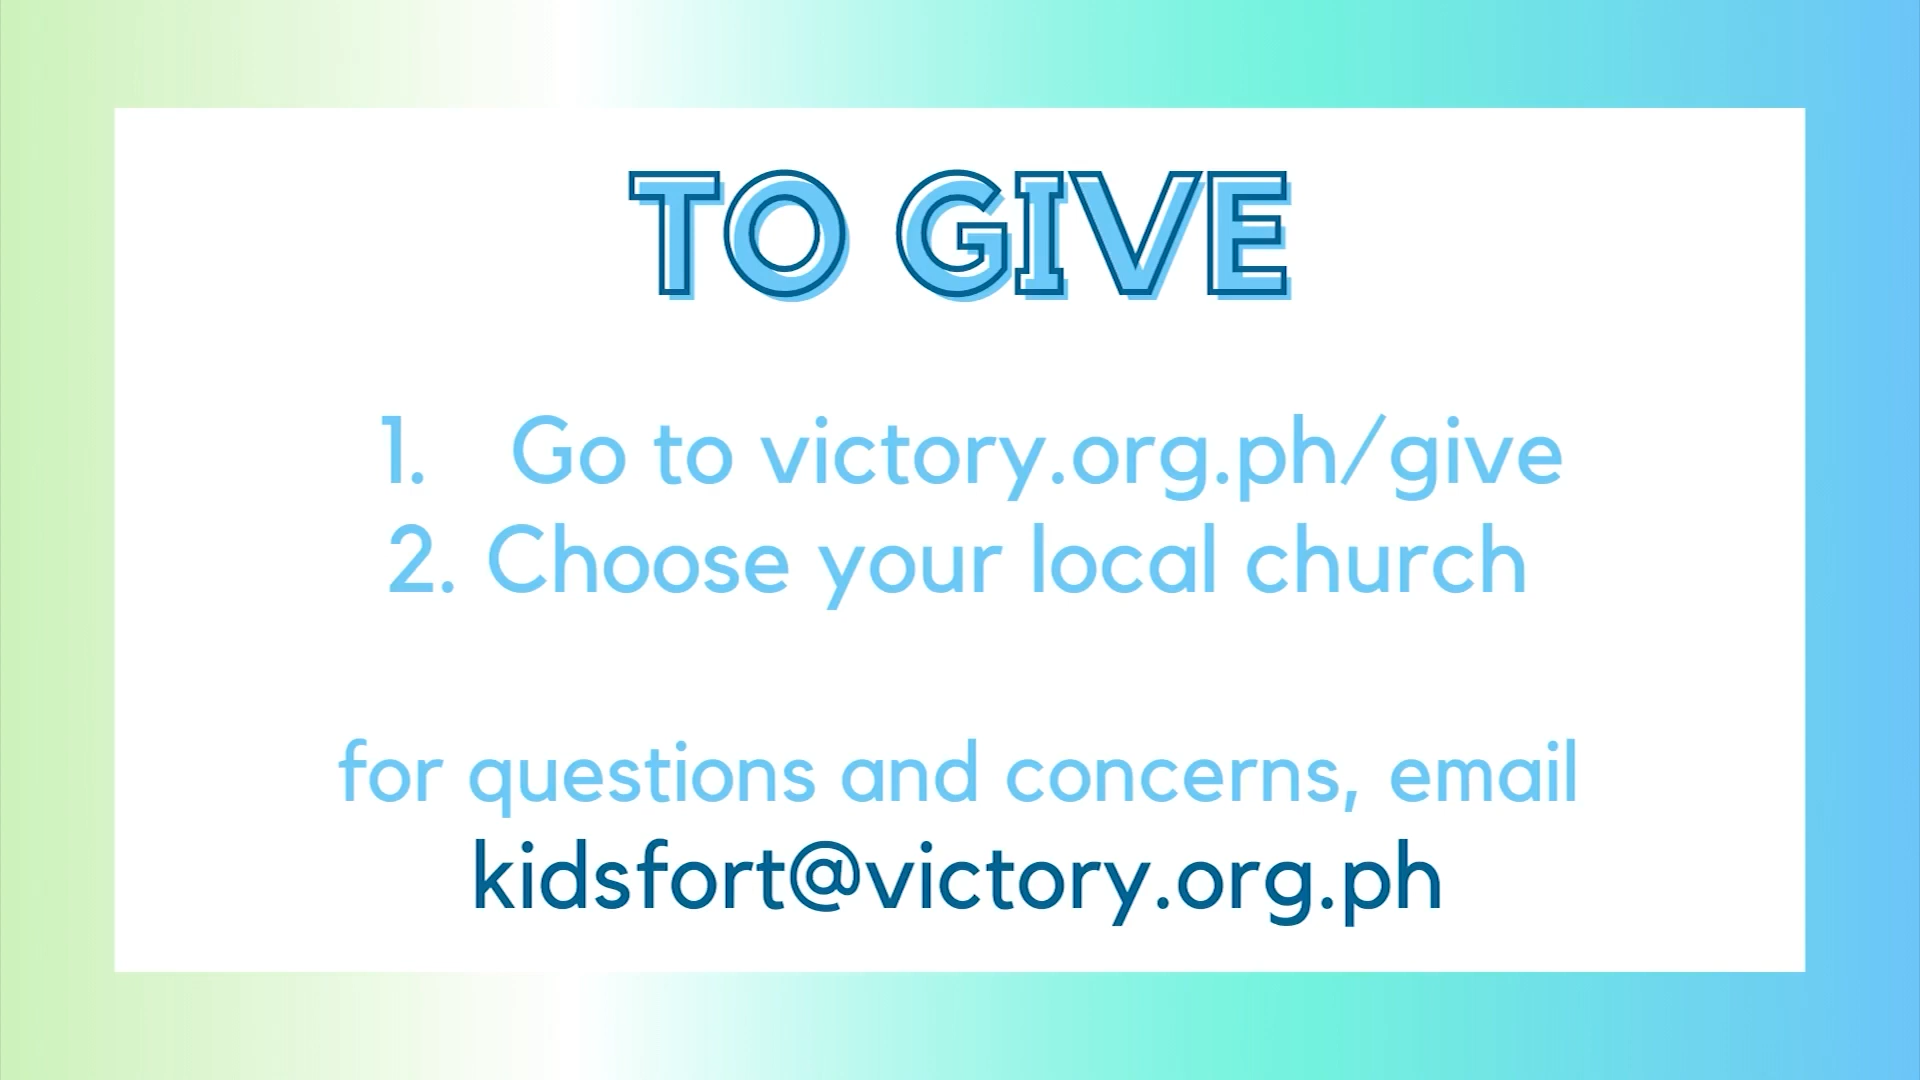 TO GIVE
1. Go to victory.org.ph/give
2. Choose your local church
for questions and concerns, email
kidsfort@victory.org.ph